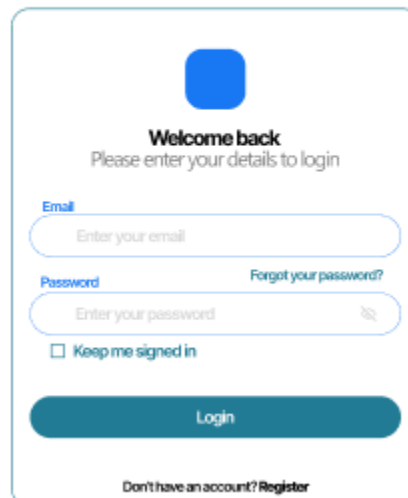 Welcome back
Please enter your details to login
Email
Enter your email
Password
Forgot your password?
Enter your password
Keep me signed in
Login
Don't have an account? Register